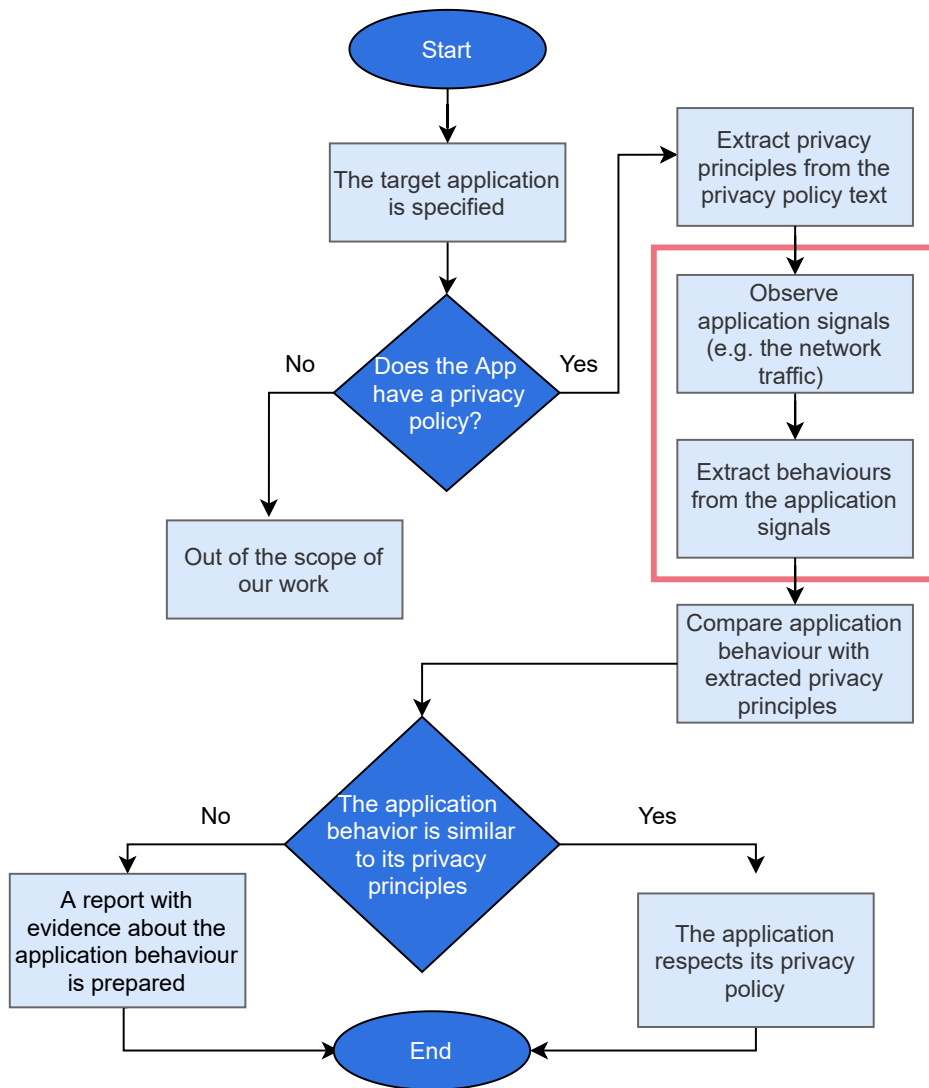 Start
The target application
is specified
Extract privacy
principles from the
privacy policy text
Observe
application signals
(e.g. the network
traffic)
No
Does the App
have a privacy
policy?
Yes
Extract behaviours
from the application
signals
Out of the scope of
our work
Compare application
behaviour with
extracted privacy
principles
No
The application
behavior is similar
to its privacy
principles
Yes
A report with
evidence about the
application behaviour
is prepared
The application
respects its privacy
policy
End